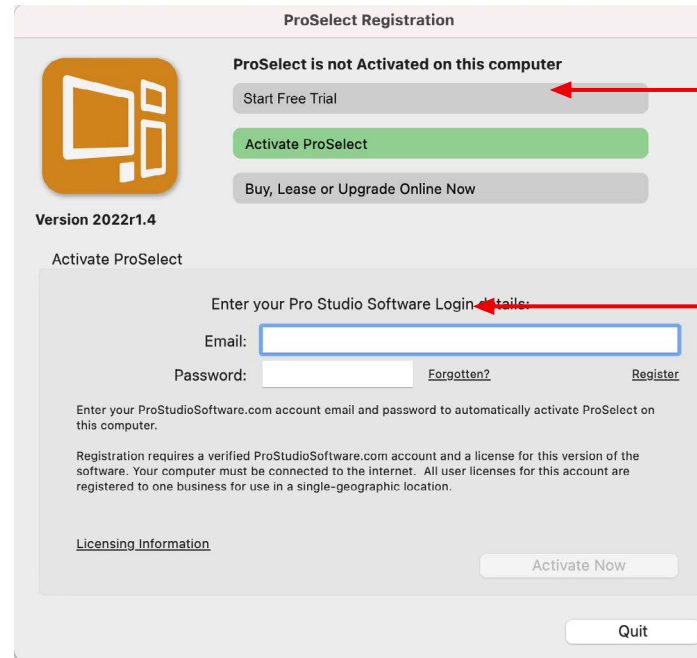 ProSelect Registration
ProSelect is not Activated on this computer
Start Free Trial
Activate ProSelect
Buy, Lease or Upgrade Online Now
Version 2022r1.4
Activate ProSelect
Enter your Pro Studio Software Login details:
Email:
Password:
Forgotten?
Register
Enter your ProStudioSoftware.com account email and password to automatically activate ProSelect on
this computer.
Registration requires a verified ProStudioSoftware.com account and a license for this version of the
software. Your computer must be connected to the internet.  All user licenses for this account are
registered to one business for use in a single-geographic location.
Licensing Information
Activate Now
Quit